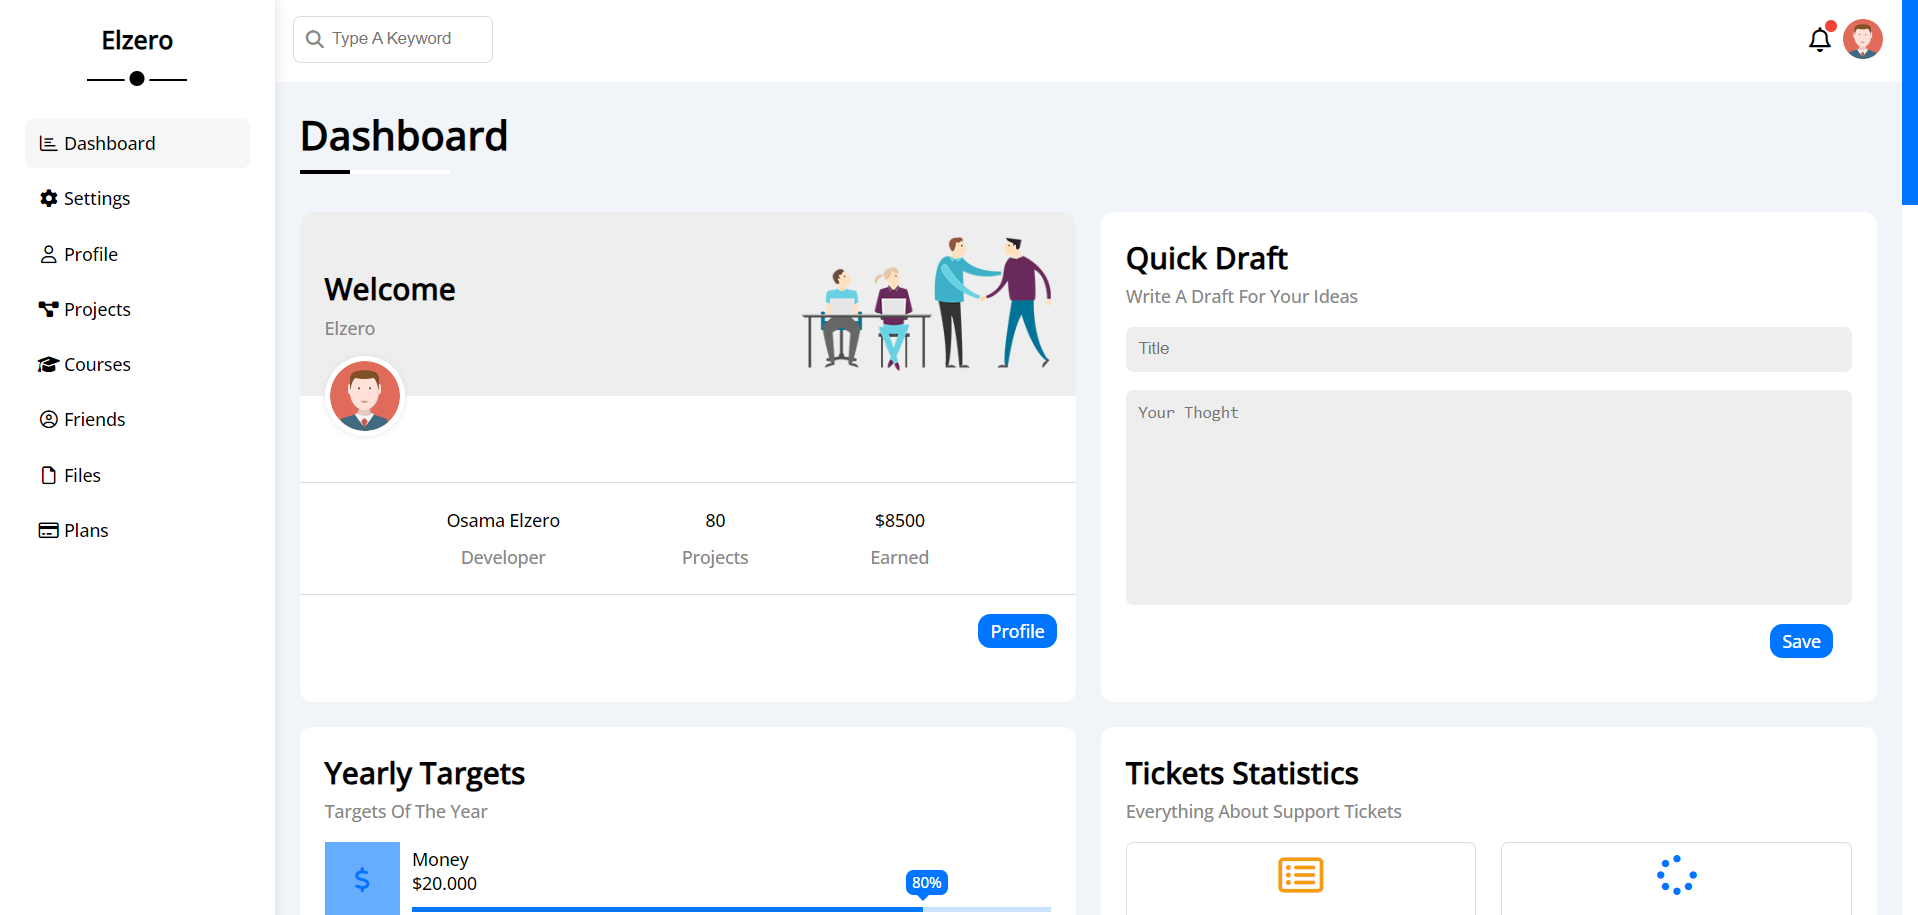 Elzero
Type A Keyword
Dashboard
Settings
Profile
Projects
Courses
Friends
Files
Plans
Dashboard
Welcome
Elzero
Osama Elzero
Developer
80
Projects
$8500
Earned
Profile
Quick Draft
Write A Draft For Your Ideas
Title
Your Thoght
Save
Yearly Targets
Targets Of The Year
$
Money
$20.000
80%
Tickets Statistics
Everything About Support Tickets